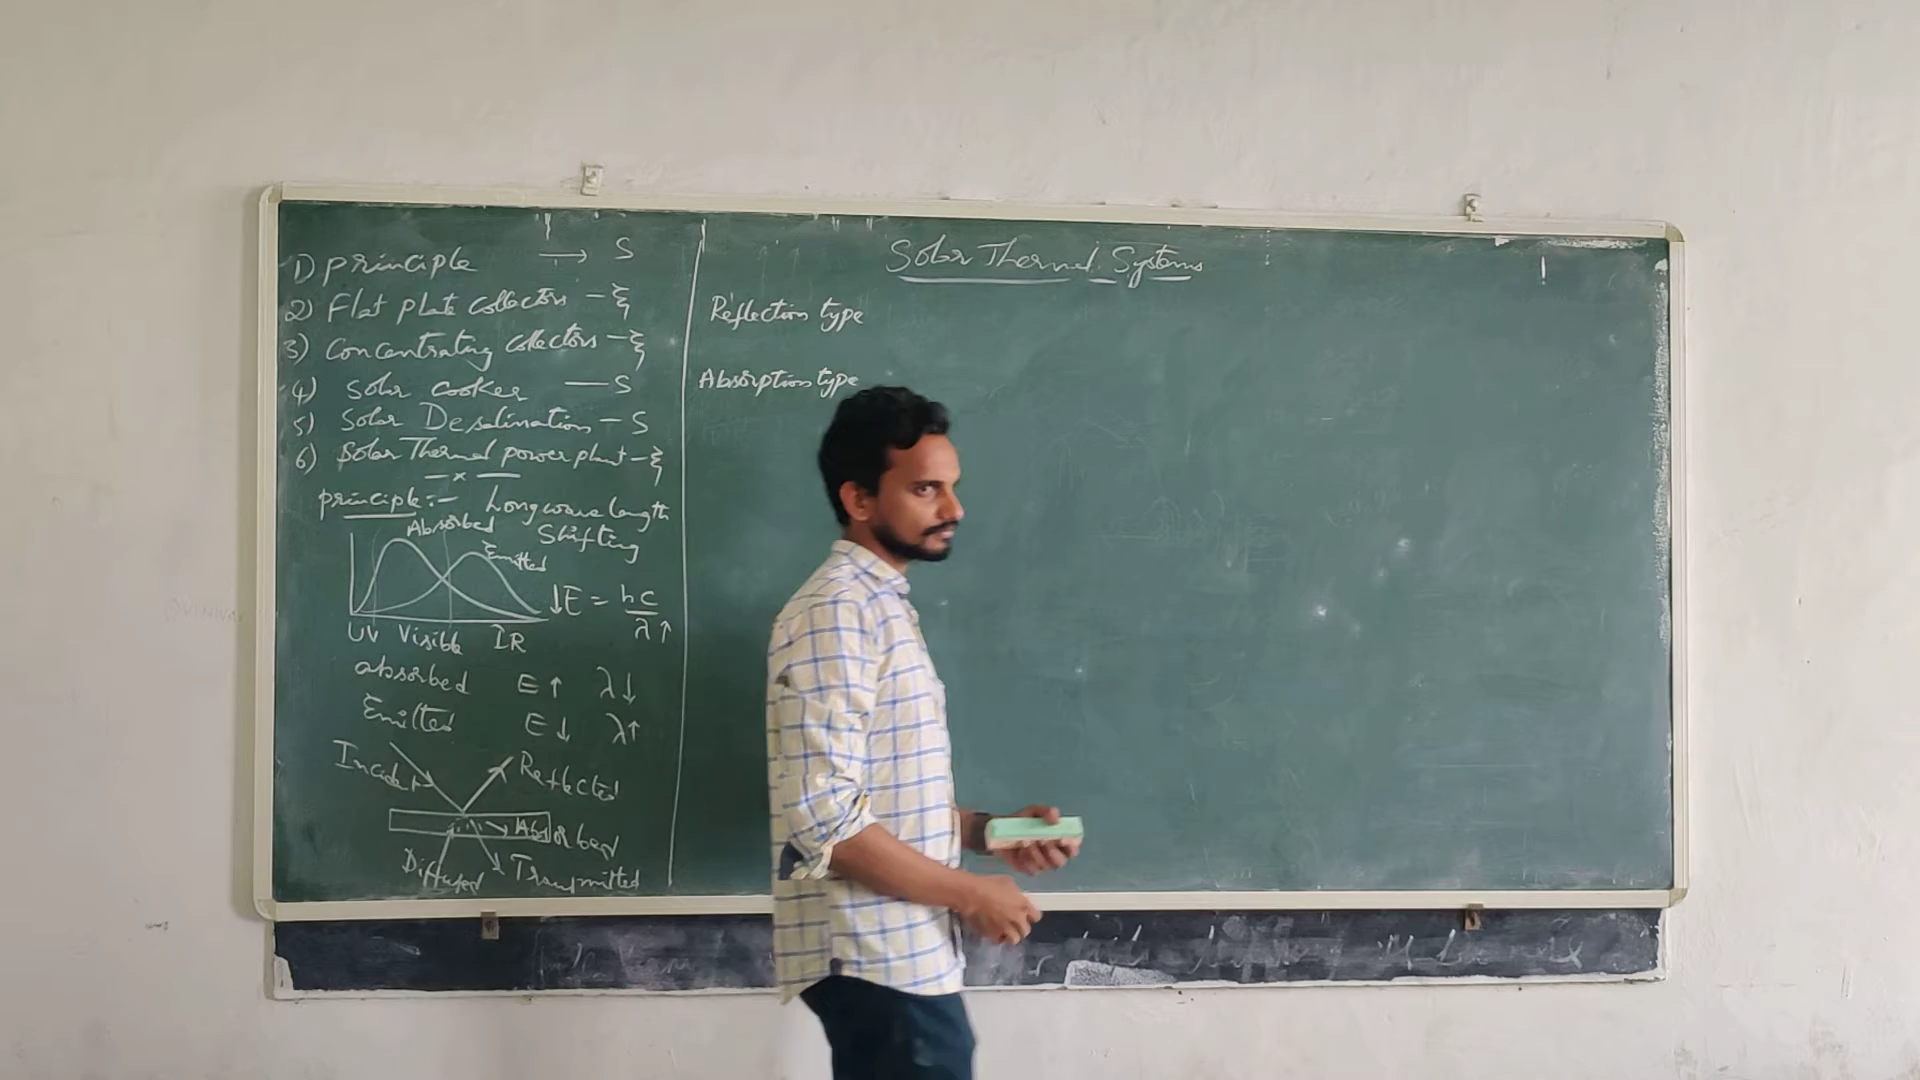 1) principle → S
2) Flat plate collectors - ξ
3) Concentrating collectors - ξ
4) Solar cooker — S
5) Solar Desalination - S
6) Solar Thermal power plant - ξ
— x —
principle:- Longwave length
Shifting
Absorbed
Emitted
↓E = hc
λ↑
UV Visible IR
absorbed E↑ λ↓
Emitted E↓ λ↑
Incident Reflected
Absorbed
Diffused Transmitted
Solar Thermal Systems
Reflection type
Absorption type